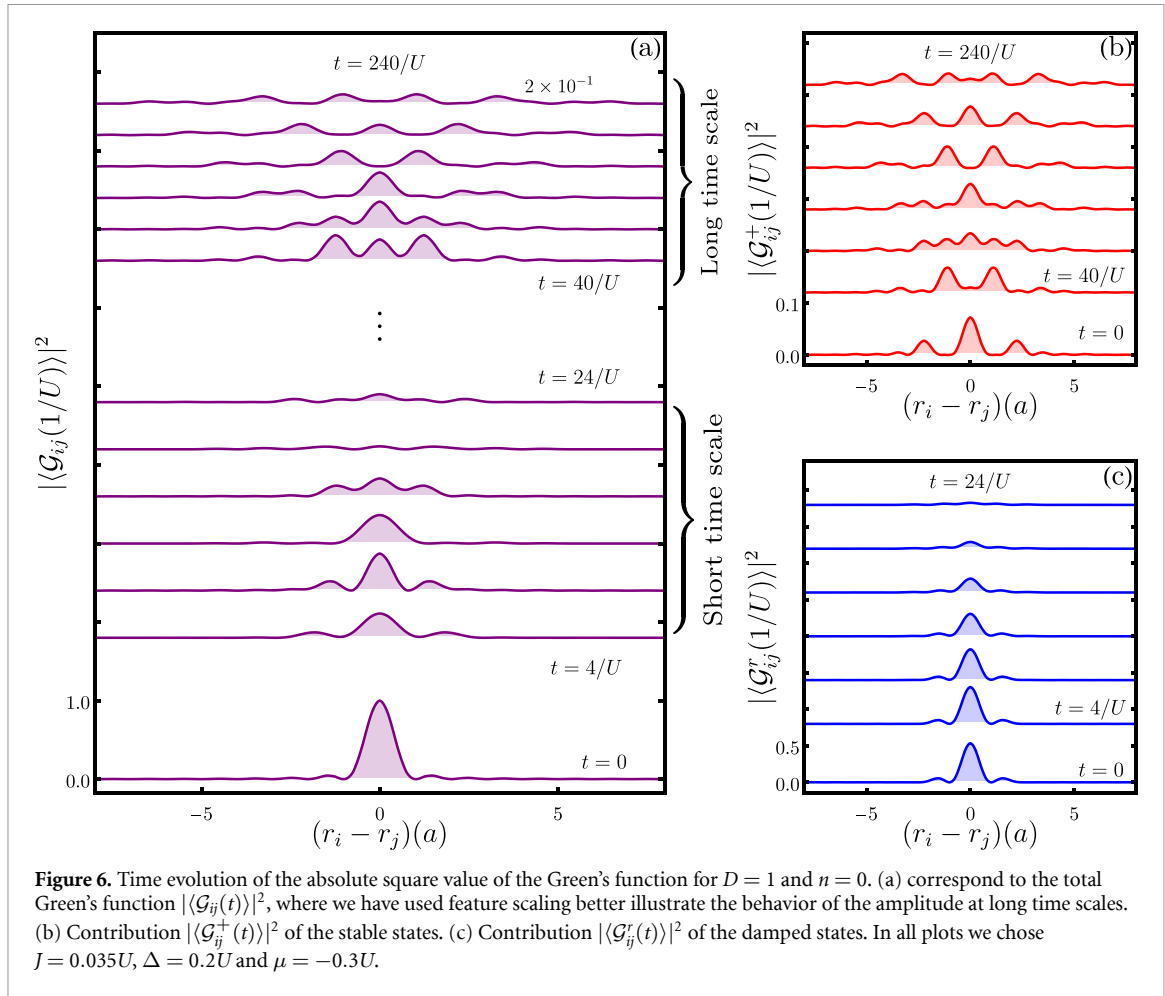 (a)
t = 240/U
2 × 10⁻¹
Long time scale
t = 40/U
⋮
t = 24/U
Short time scale
t = 4/U
t = 0
1.0
0.0
|⟨𝒢ᵢⱼ(1/U)⟩|²
−5 0 5
(rᵢ − rⱼ)(a)
(b)
t = 240/U
t = 40/U
t = 0
0.1
0.0
|⟨𝒢ᵢⱼ⁺(1/U)⟩|²
−5 0 5
(rᵢ − rⱼ)(a)
(c)
t = 24/U
t = 4/U
t = 0
0.5
0.0
|⟨𝒢ᵢⱼʳ(1/U)⟩|²
−5 0 5
(rᵢ − rⱼ)(a)
Figure 6. Time evolution of the absolute square value of the Green's function for D = 1 and n = 0. (a) correspond to the total
Green's function |⟨𝒢ᵢⱼ(t)⟩|², where we have used feature scaling better illustrate the behavior of the amplitude at long time scales.
(b) Contribution |⟨𝒢ᵢⱼ⁺(t)⟩|² of the stable states. (c) Contribution |⟨𝒢ᵢⱼʳ(t)⟩|² of the damped states. In all plots we chose
J = 0.035U, Δ = 0.2U and μ = −0.3U.